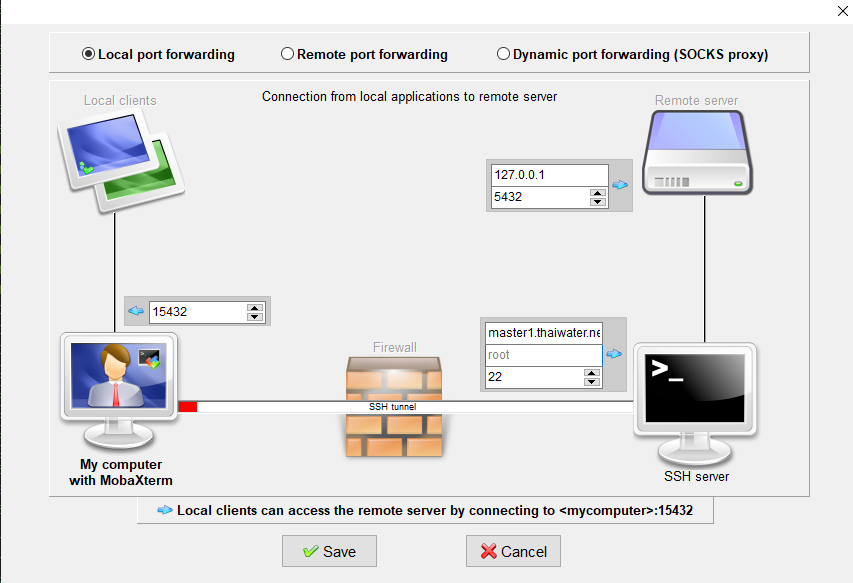 Local port forwarding
Remote port forwarding
Dynamic port forwarding (SOCKS proxy)
Local clients
Connection from local applications to remote server
Remote server
127.0.0.1
5432
15432
master1.thaiwater.ne
root
22
Firewall
SSH tunnel
>_
My computer
with MobaXterm
SSH server
Local clients can access the remote server by connecting to <mycomputer>:15432
Save
Cancel